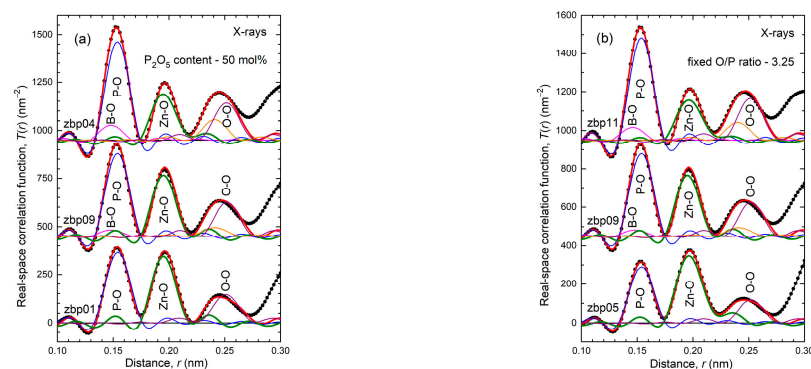 (a)
X-rays
P₂O₅ content - 50 mol%
Real-space correlation function, T(r) (nm⁻²)
1500
1250
1000
750
500
250
0
zbp04
B-O
P-O
Zn-O
O-O
zbp09
B-O
P-O
Zn-O
O-O
zbp01
P-O
Zn-O
O-O
0.10 0.15 0.20 0.25 0.30
Distance, r (nm)
(b)
X-rays
fixed O/P ratio - 3.25
Real-space correlation function, T(r) (nm⁻²)
1600
1400
1200
1000
800
600
400
200
0
zbp11
B-O
P-O
Zn-O
O-O
zbp09
B-O
P-O
Zn-O
O-O
zbp05
P-O
Zn-O
O-O
0.10 0.15 0.20 0.25 0.30
Distance, r (nm)